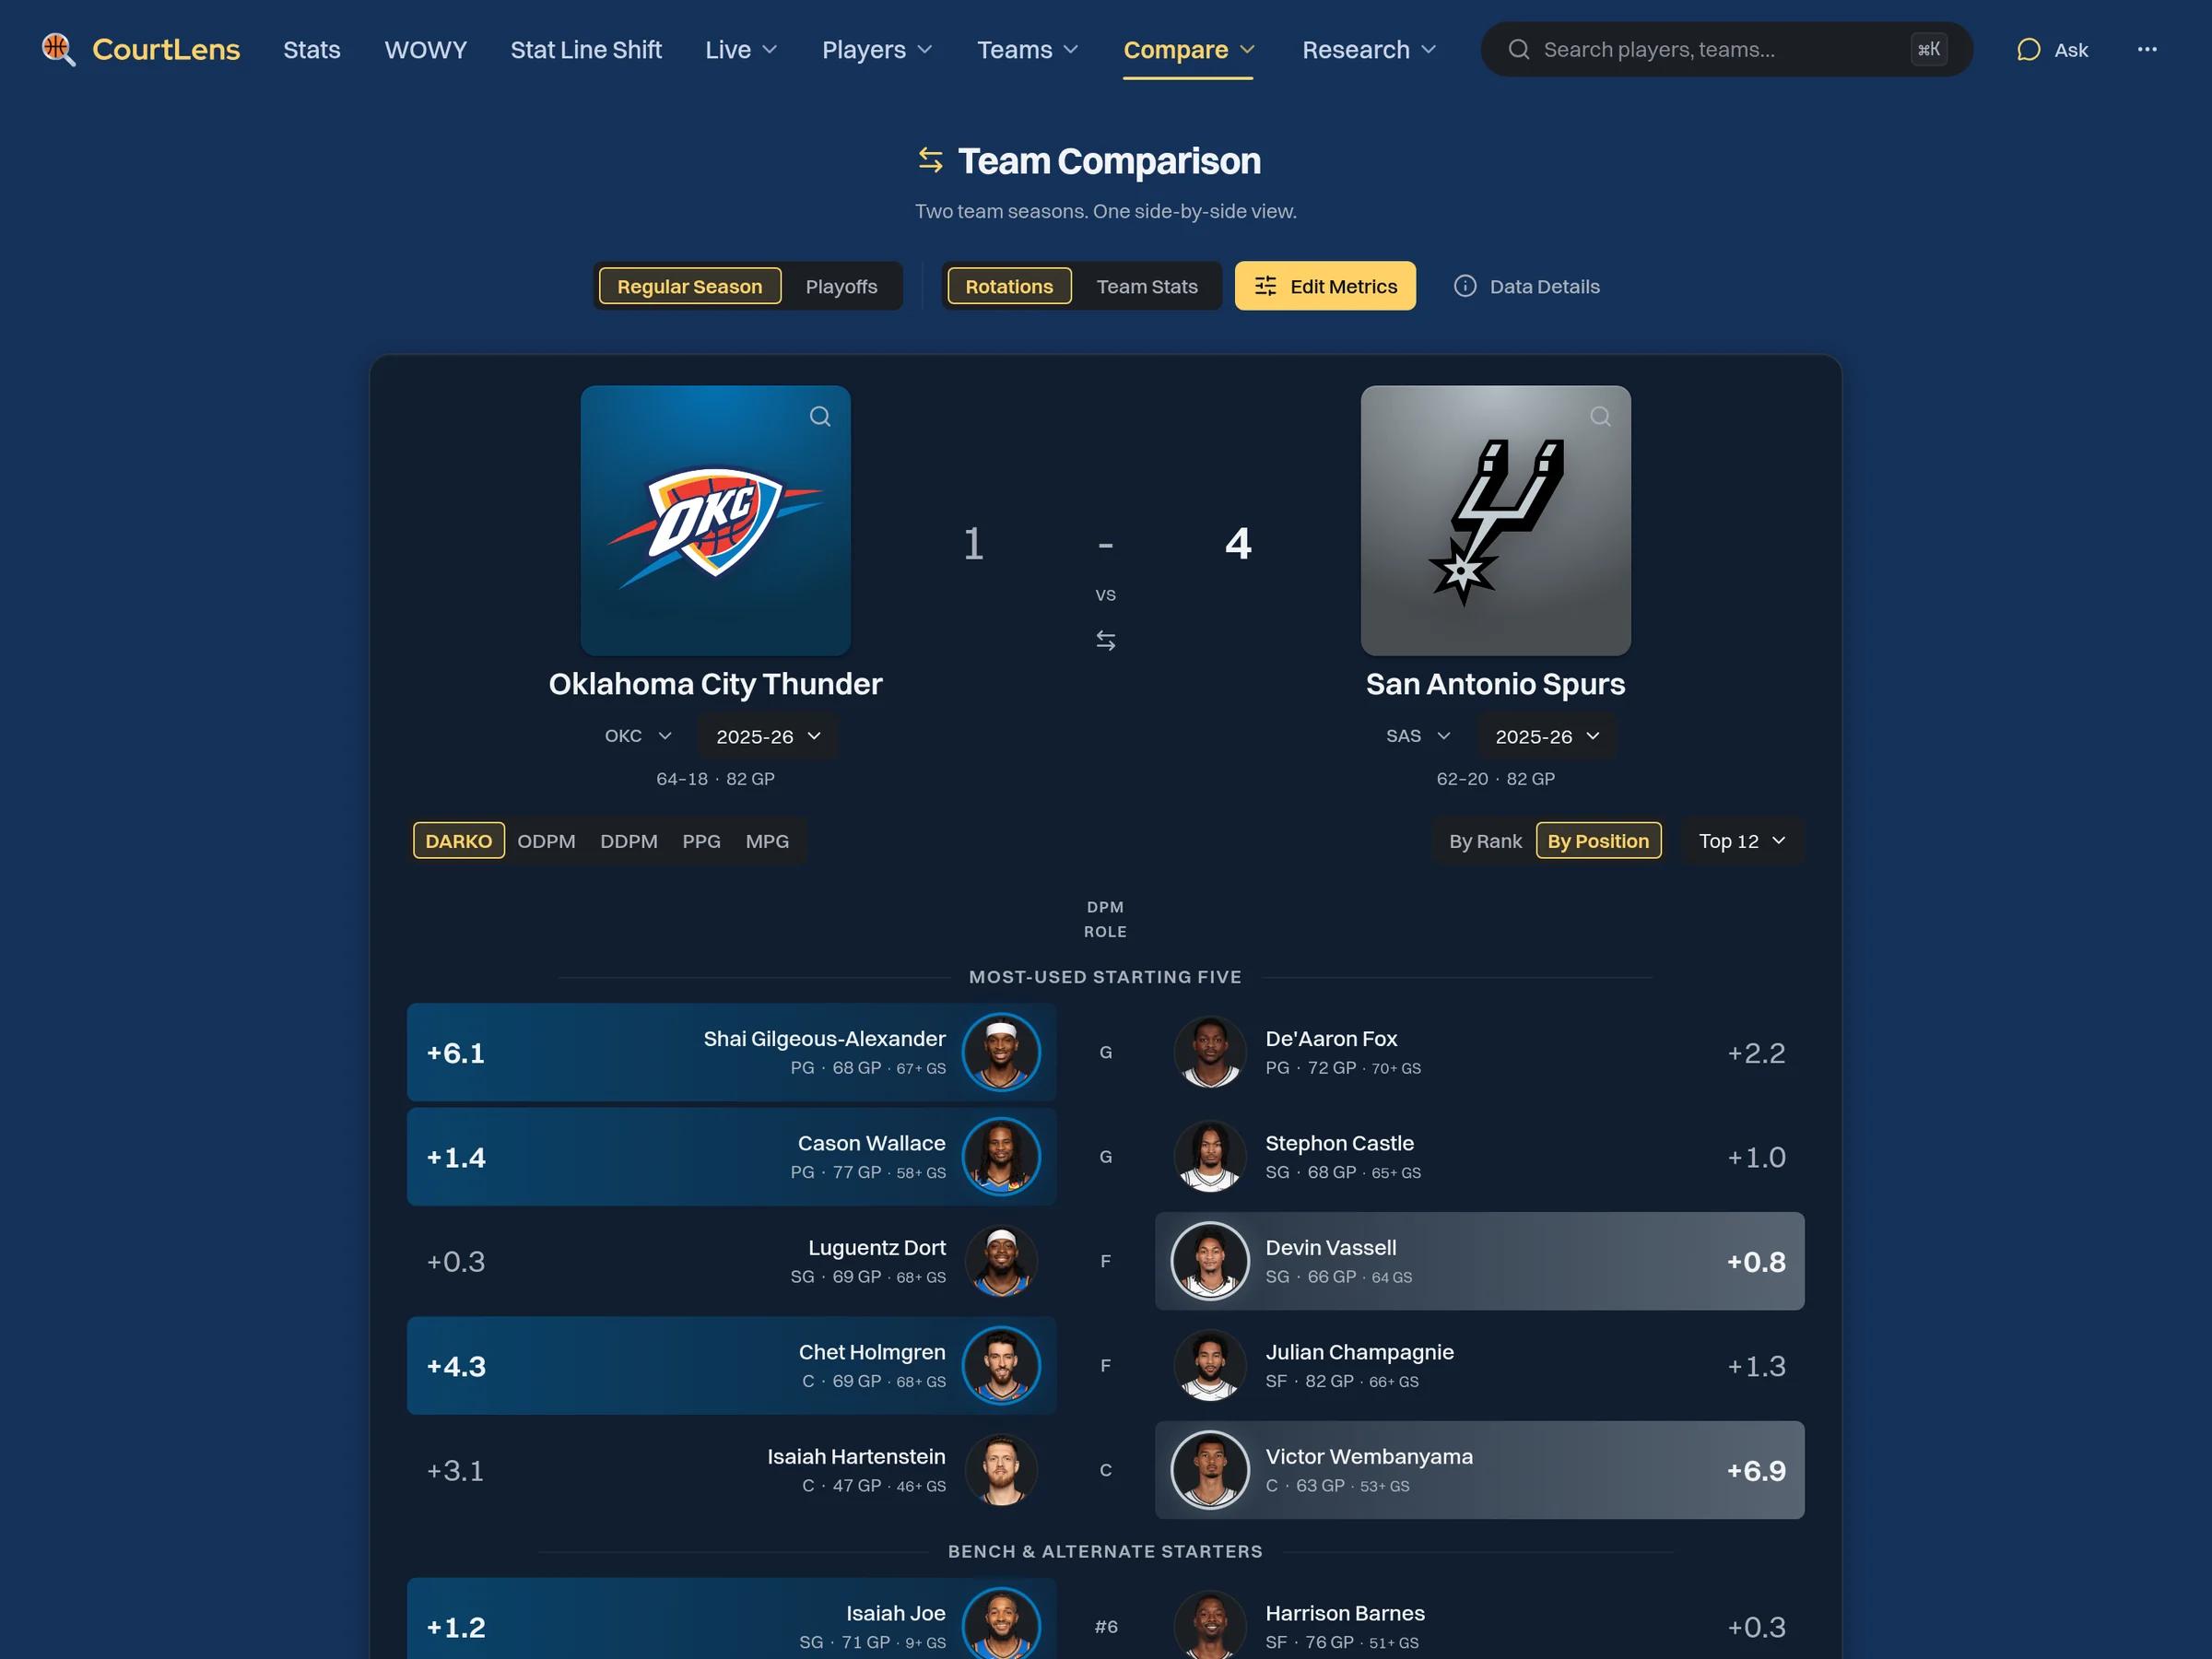 CourtLens Stats WOWY Stat Line Shift Live Players Teams Compare Research Search players, teams... ⌘K Ask
Team Comparison
Two team seasons. One side-by-side view.
Regular Season Playoffs Rotations Team Stats Edit Metrics Data Details
OKC
1 - 4
vs
Oklahoma City Thunder San Antonio Spurs
OKC 2025-26 SAS 2025-26
64–18 · 82 GP 62–20 · 82 GP
DARKO ODPM DDPM PPG MPG By Rank By Position Top 12
DPM
ROLE
MOST-USED STARTING FIVE
+6.1 Shai Gilgeous-Alexander G De'Aaron Fox +2.2
PG · 68 GP · 67+ GS PG · 72 GP · 70+ GS
+1.4 Cason Wallace G Stephon Castle +1.0
PG · 77 GP · 58+ GS SG · 68 GP · 65+ GS
+0.3 Luguentz Dort F Devin Vassell +0.8
SG · 69 GP · 68+ GS SG · 66 GP · 64 GS
+4.3 Chet Holmgren F Julian Champagnie +1.3
C · 69 GP · 68+ GS SF · 82 GP · 66+ GS
+3.1 Isaiah Hartenstein C Victor Wembanyama +6.9
C · 47 GP · 46+ GS C · 63 GP · 53+ GS
BENCH & ALTERNATE STARTERS
+1.2 Isaiah Joe #6 Harrison Barnes +0.3
SG · 71 GP · 9+ GS SF · 76 GP · 51+ GS